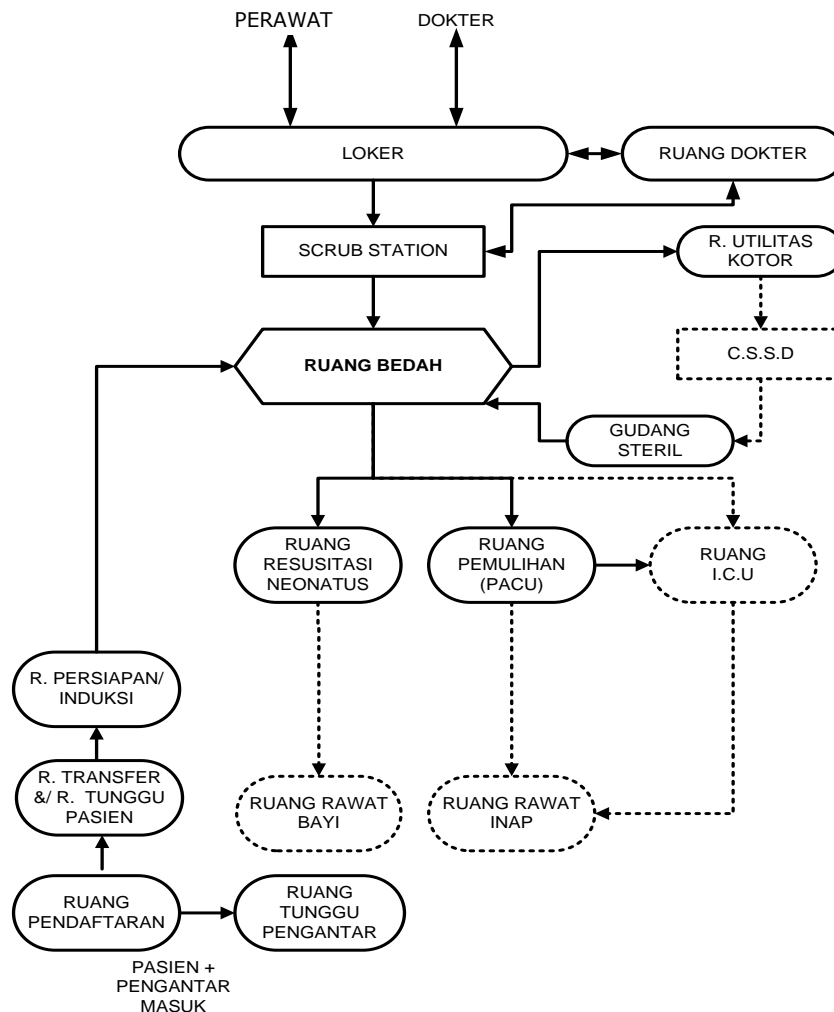 PERAWAT
DOKTER
LOKER
RUANG DOKTER
SCRUB STATION
R. UTILITAS
KOTOR
RUANG BEDAH
C.S.S.D
GUDANG
STERIL
RUANG
RESUSITASI
NEONATUS
RUANG
PEMULIHAN
(PACU)
RUANG
I.C.U
R. PERSIAPAN/
INDUKSI
R. TRANSFER
&/ R. TUNGGU
PASIEN
RUANG RAWAT
BAYI
RUANG RAWAT
INAP
RUANG
PENDAFTARAN
RUANG
TUNGGU
PENGANTAR
PASIEN +
PENGANTAR
MASUK